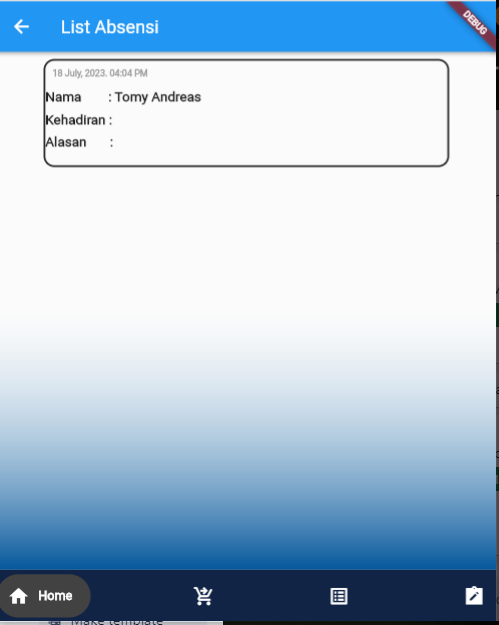 List Absensi
DEBUG
18 July, 2023. 04:04 PM
Nama : Tomy Andreas
Kehadiran :
Alasan :
Home
Make template